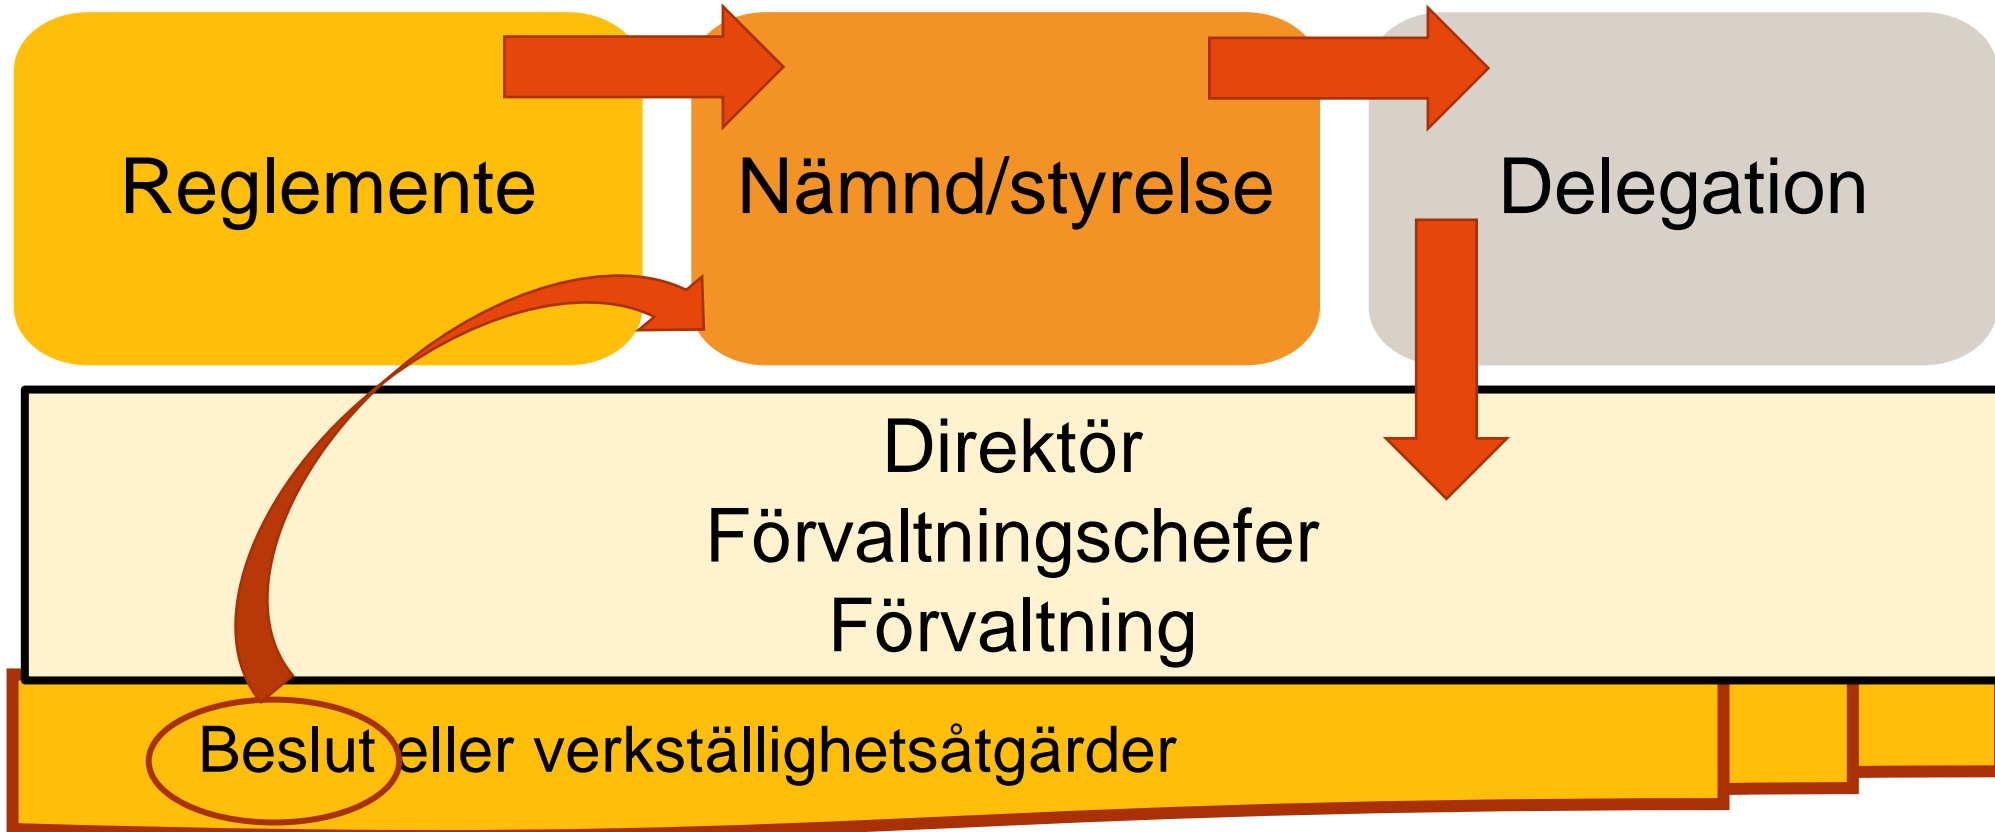 Reglemente
Nämnd/styrelse
Delegation
Direktör
Förvaltningschefer
Förvaltning
Beslut eller verkställighetsåtgärder